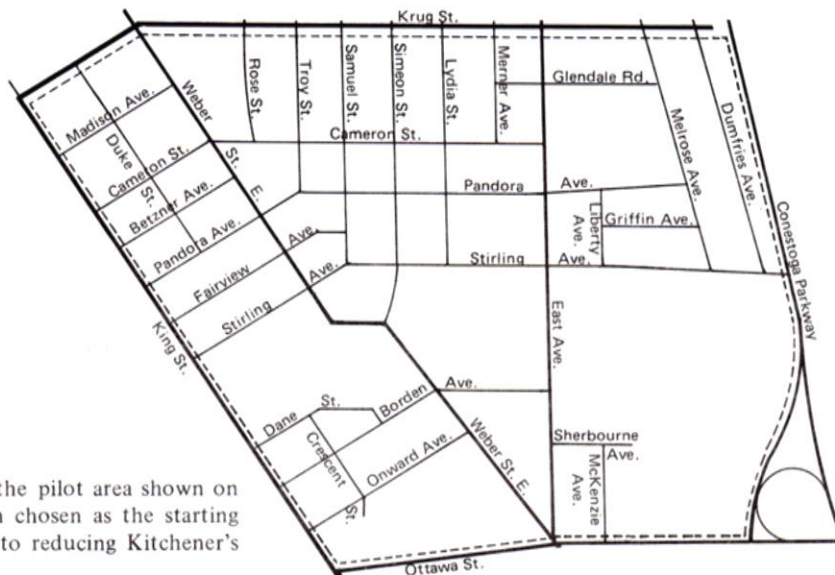 Krug St.
Madison Ave.
Duke St.
Weber St. E.
Rose St.
Troy St.
Samuel St.
Simeon St.
Lydia St.
Merner Ave.
Glendale Rd.
Melrose Ave.
Dumfries Ave.
Conestoga Parkway
Cameron St.
Cameron St.
Betzner Ave.
Pandora Ave.
Pandora Ave.
Liberty Ave.
Griffin Ave.
Fairview Ave.
Stirling Ave.
Stirling Ave.
King St.
East Ave.
Dane St.
Borden Ave.
Crescent St.
Onward Ave.
Weber St. E.
Sherbourne Ave.
McKenzie Ave.
Ottawa St.
the pilot area shown on
n chosen as the starting
to reducing Kitchener's